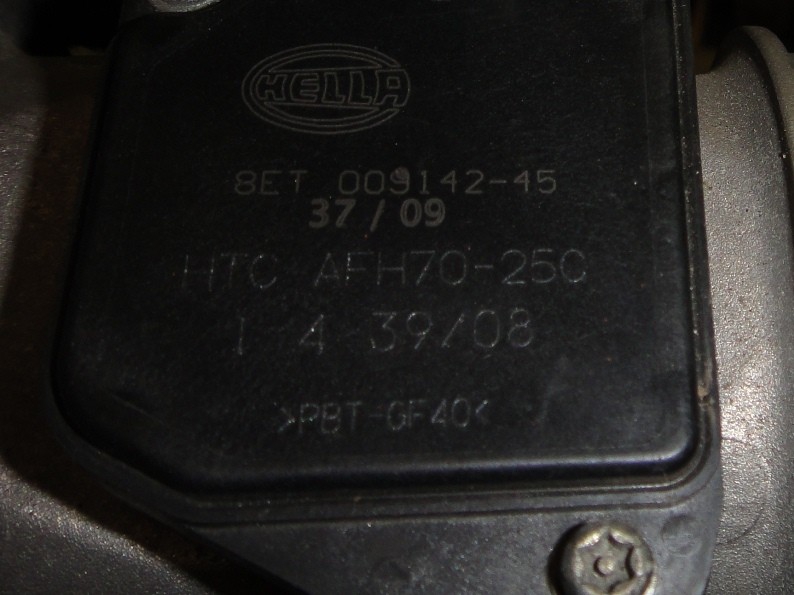 HELLA
8ET 009142-45
37 / 09
HTC AFH70-25C
1 4 39/08
>PBT-GF40<